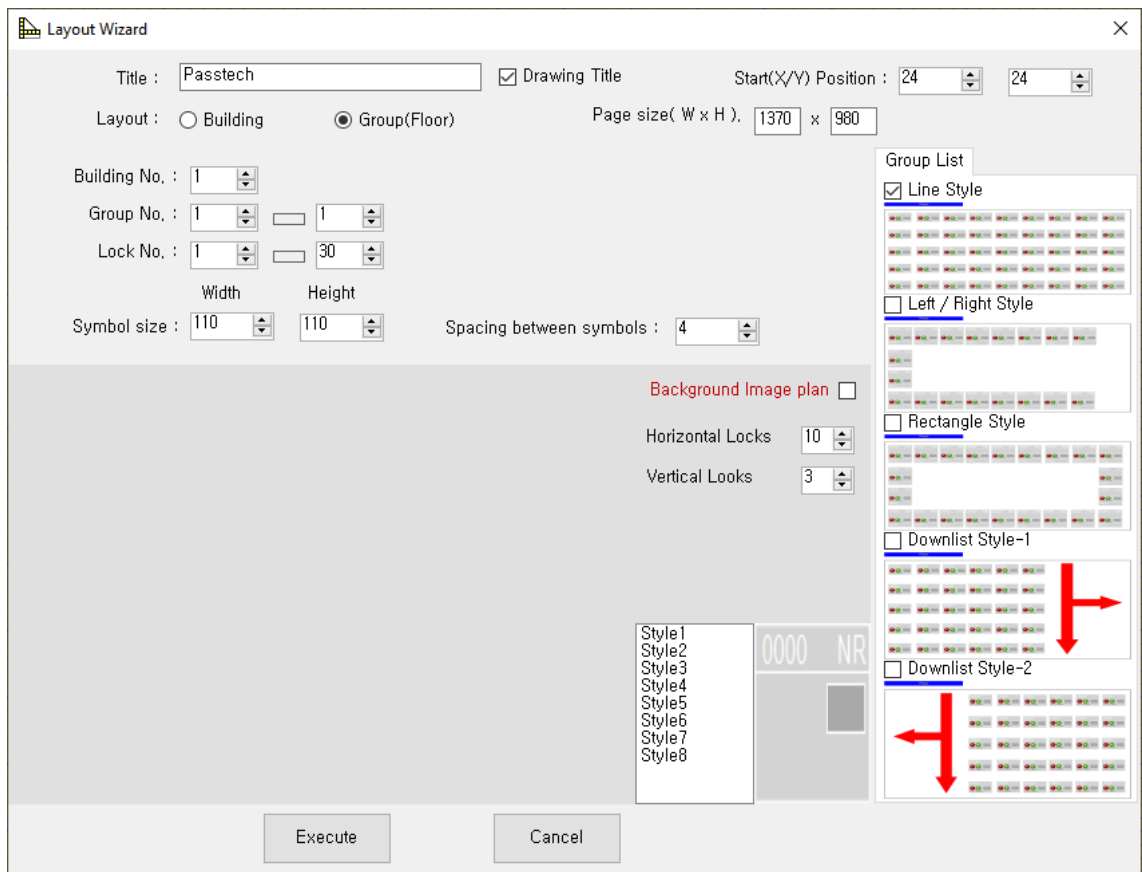 Layout Wizard
Title : Passtech Drawing Title Start(X/Y) Position : 24 24
Layout : Building Group(Floor) Page size( W x H ). 1370 x 980
Group List
Building No. : 1
Group No. : 1 1
Lock No. : 1 30
Width Height
Symbol size : 110 110 Spacing between symbols : 4
Background Image plan
Horizontal Locks 10
Vertical Looks 3
Style1
Style2
Style3
Style4
Style5
Style6
Style7
Style8
0000 NR
Line Style
Left / Right Style
Rectangle Style
Downlist Style-1
Downlist Style-2
Execute Cancel